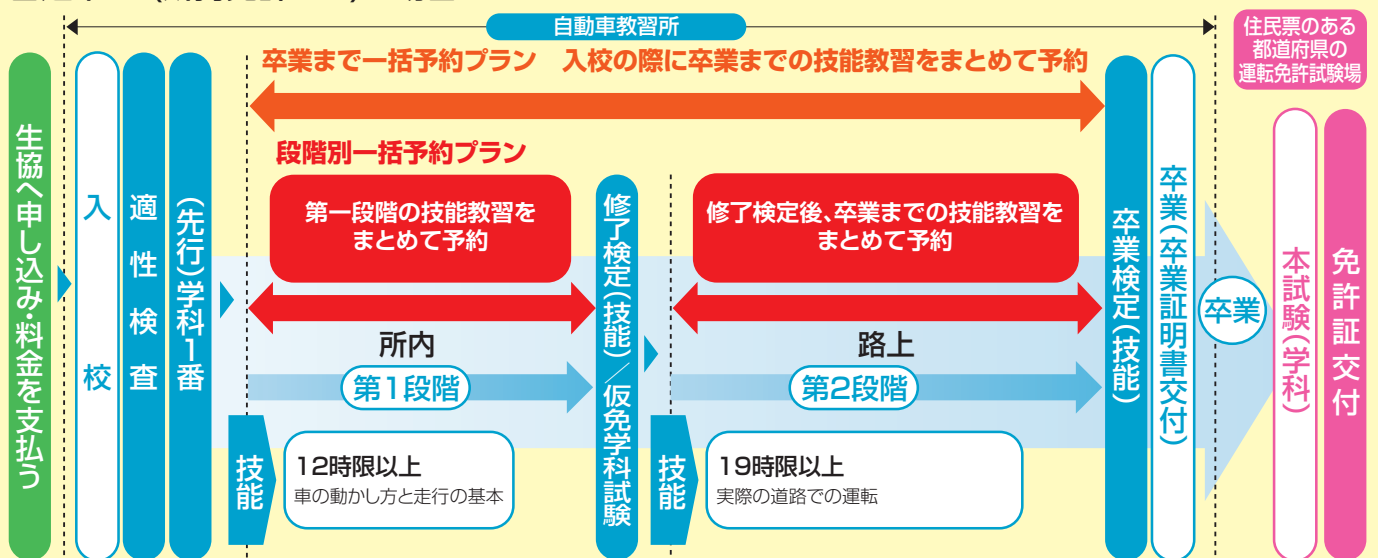 自動車教習所
住民票のある
都道府県の
運転免許試験場
生協へ申し込み・料金を支払う
入校
適性検査
(先行)学科1番
卒業まで一括予約プラン 入校の際に卒業までの技能教習をまとめて予約
段階別一括予約プラン
第一段階の技能教習を
まとめて予約
修了検定(技能)/仮免学科試験
修了検定後、卒業までの技能教習を
まとめて予約
所内
第1段階
路上
第2段階
技能
12時限以上
車の動かし方と走行の基本
技能
19時限以上
実際の道路での運転
卒業検定(技能)
卒業(卒業証明書交付)
卒業
本試験(学科)
免許証交付